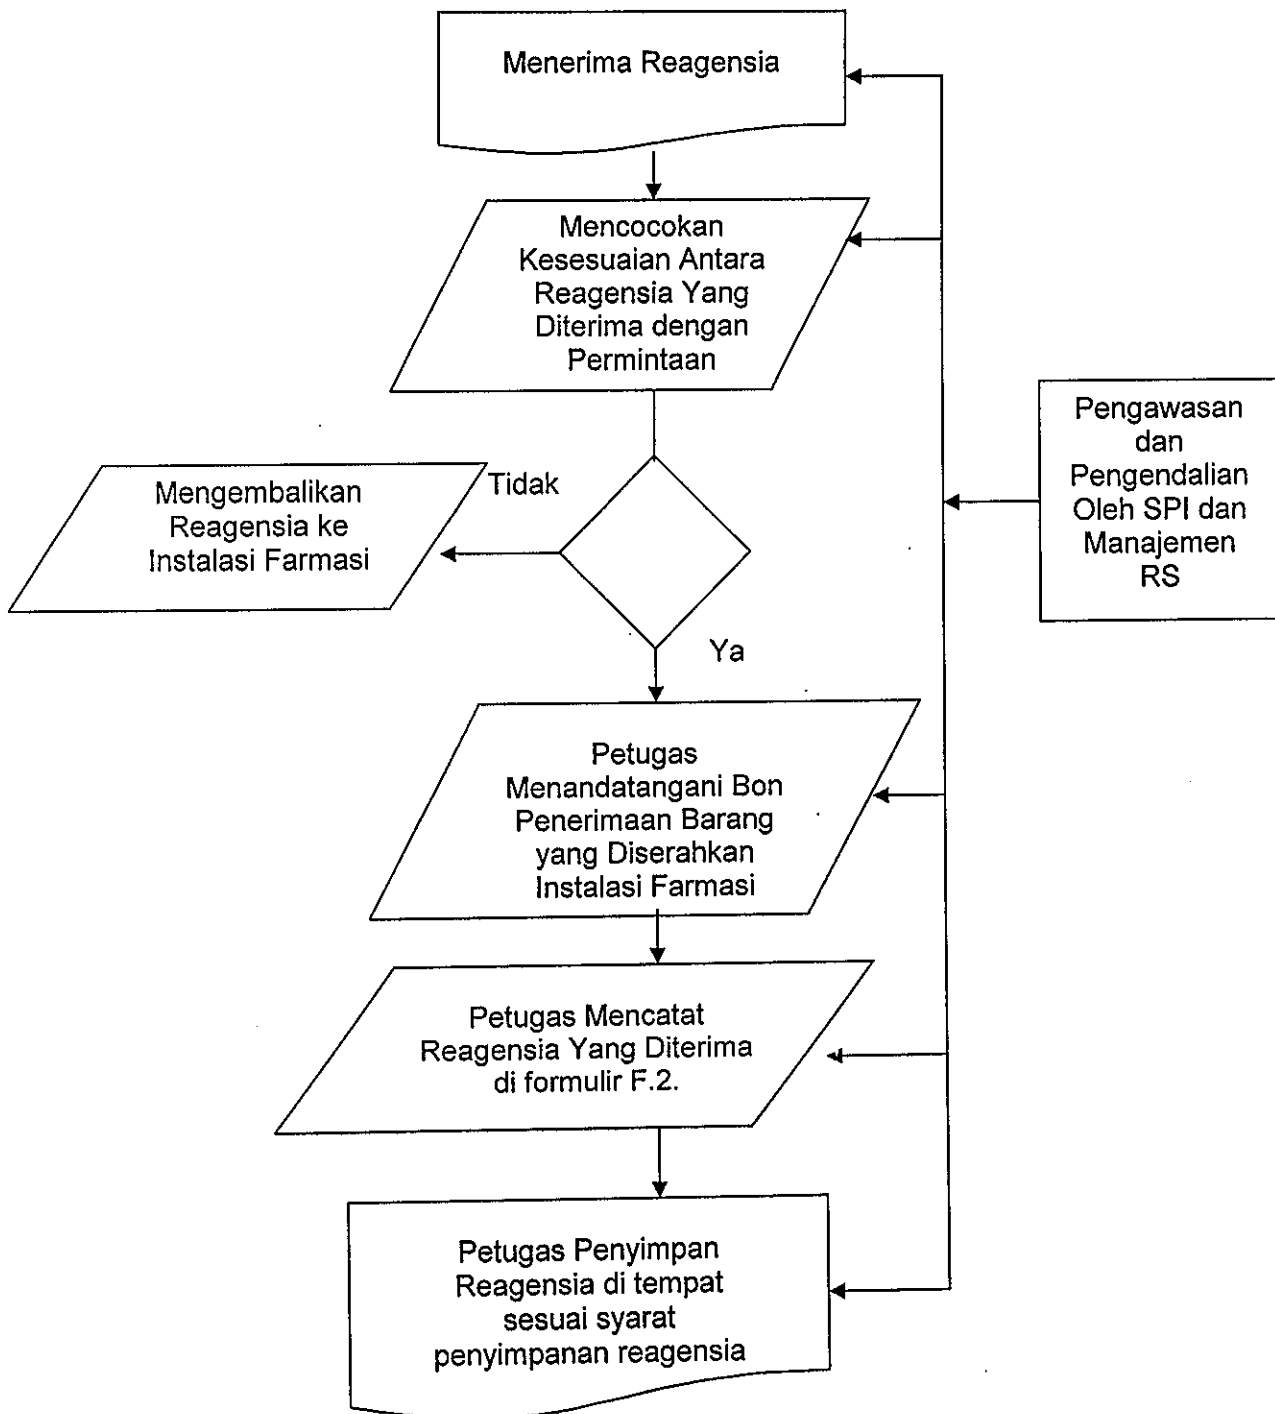 Menerima Reagensia
Mencocokan
Kesesuaian Antara
Reagensia Yang
Diterima dengan
Permintaan
Pengawasan
dan
Pengendalian
Oleh SPI dan
Manajemen
RS
Tidak
Mengembalikan
Reagensia ke
Instalasi Farmasi
Ya
Petugas
Menandatangani Bon
Penerimaan Barang
yang Diserahkan
Instalasi Farmasi
Petugas Mencatat
Reagensia Yang Diterima
di formulir F.2.
Petugas Penyimpan
Reagensia di tempat
sesuai syarat
penyimpanan reagensia